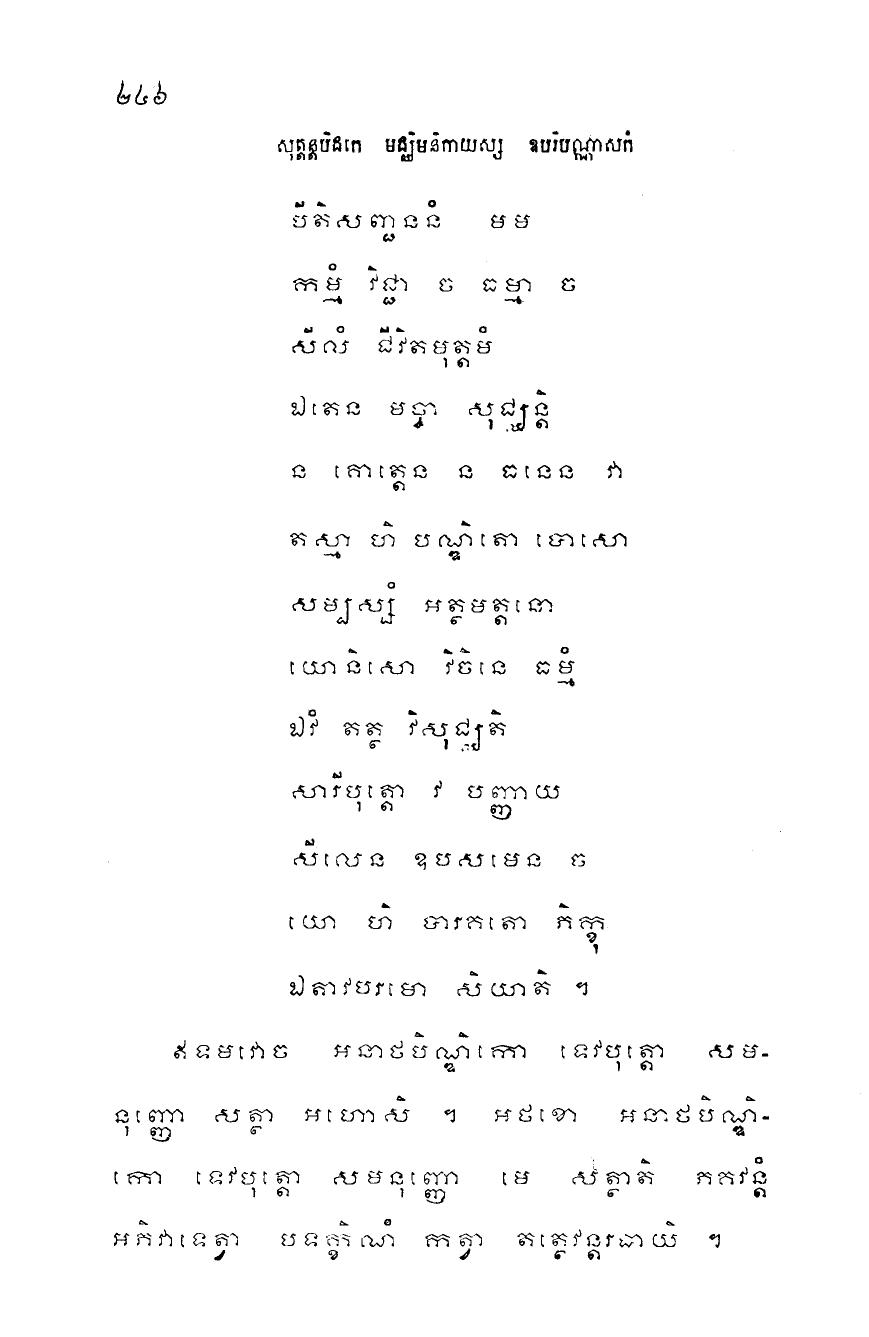 ២៤៦
សុត្តន្តបិដកេ មជ្ឈិមនិកាយស្ស ឧបរិបណ្ណាសកំ
បីតិសញ្ជននំ មម
កម្មំ វិជ្ជា ច ធម្មា ច
សីលំ ជីវិតមុត្តមំ
ឯតេន មច្ចា សុជ្ឈន្តិ
ន គោត្តេន ន ធនេន វា
តស្មា ហិ បណ្ឌិតោ បោសោ
សម្បស្សំ អត្ថមត្តនោ
យោនិសោ វិចិនេ ធម្មំ
ឯវំ តត្ថ វិសុជ្ឈតិ
សារីបុត្តោ វ បញ្ញាយ
សីលេន ឧបសមេន ច
យោ ហិ បារគតោ ភិក្ខុ
ឯតាវបរមោ សិយាតិ ។
ឥទមវោច អនាថបិណ្ឌិកោ ទេវបុត្តោ សម-
នុញ្ញោ សត្ថា អហោសិ ។ អថខោ អនាថបិណ្ឌិ-
កោ ទេវបុត្តោ សមនុញ្ញោ មេ សត្ថាតិ ភគវន្តំ
អភិវាទេត្វា បទក្ខិណំ កត្វា តត្ថេវន្តរធាយិ ។